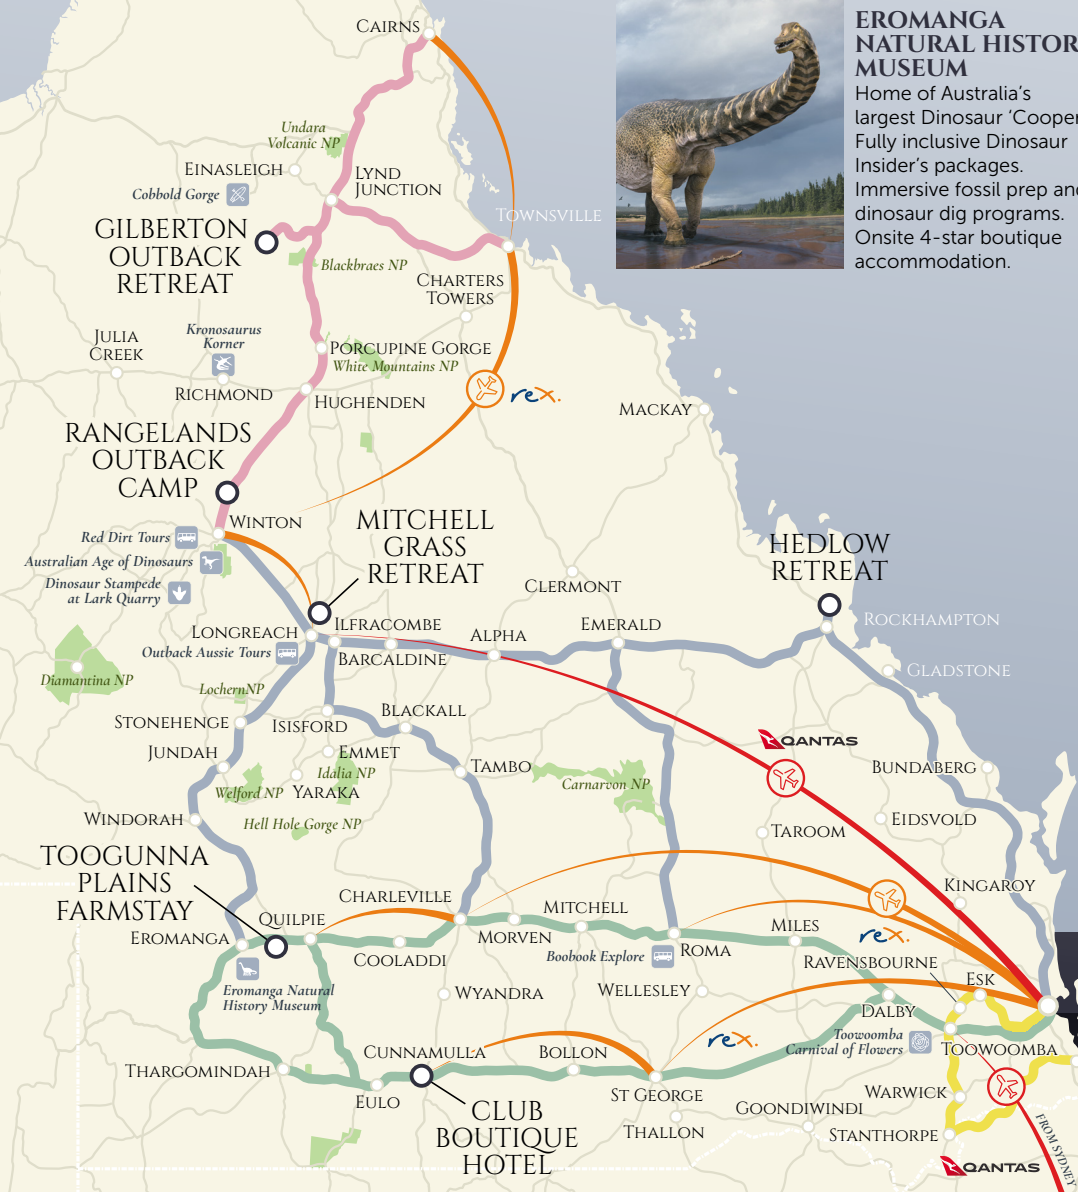 CAIRNS
EROMANGA
NATURAL HISTOR
MUSEUM
Home of Australia's
largest Dinosaur 'Cooper
Fully inclusive Dinosaur
Insider's packages.
Immersive fossil prep and
dinosaur dig programs.
Onsite 4-star boutique
accommodation.
Undara
Volcanic NP
EINASLEIGH
LYND
JUNCTION
Cobbold Gorge
TOWNSVILLE
GILBERTON
OUTBACK
RETREAT
Blackbraes NP
CHARTERS
TOWERS
JULIA
CREEK
Kronosaurus
Korner
PORCUPINE GORGE
White Mountains NP
RICHMOND
HUGHENDEN
rex.
MACKAY
RANGELANDS
OUTBACK
CAMP
WINTON
MITCHELL
GRASS
RETREAT
Red Dirt Tours
Australian Age of Dinosaurs
Dinosaur Stampede
at Lark Quarry
HEDLOW
RETREAT
CLERMONT
ROCKHAMPTON
LONGREACH
ILFRACOMBE
ALPHA
EMERALD
Outback Aussie Tours
BARCALDINE
GLADSTONE
Diamantina NP
LochernNP
STONEHENGE
ISISFORD
BLACKALL
QANTAS
JUNDAH
EMMET
TAMBO
BUNDABERG
Idalia NP
Welford NP
YARAKA
Carnarvon NP
WINDORAH
Hell Hole Gorge NP
TAROOM
EIDSVOLD
TOOGUNNA
PLAINS
FARMSTAY
CHARLEVILLE
KINGAROY
QUILPIE
MITCHELL
EROMANGA
MORVEN
MILES
rex.
COOLADDI
Boobook Explore
ROMA
RAVENSBOURNE
ESK
Eromanga Natural
History Museum
WYANDRA
WELLESLEY
DALBY
Toowoomba
Carnival of Flowers
TOOWOOMBA
rex.
CUNNAMULLA
BOLLON
THARGOMINDAH
EULO
ST GEORGE
WARWICK
CLUB
BOUTIQUE
HOTEL
GOONDIWINDI
THALLON
STANTHORPE
FROM SYDNEY
QANTAS